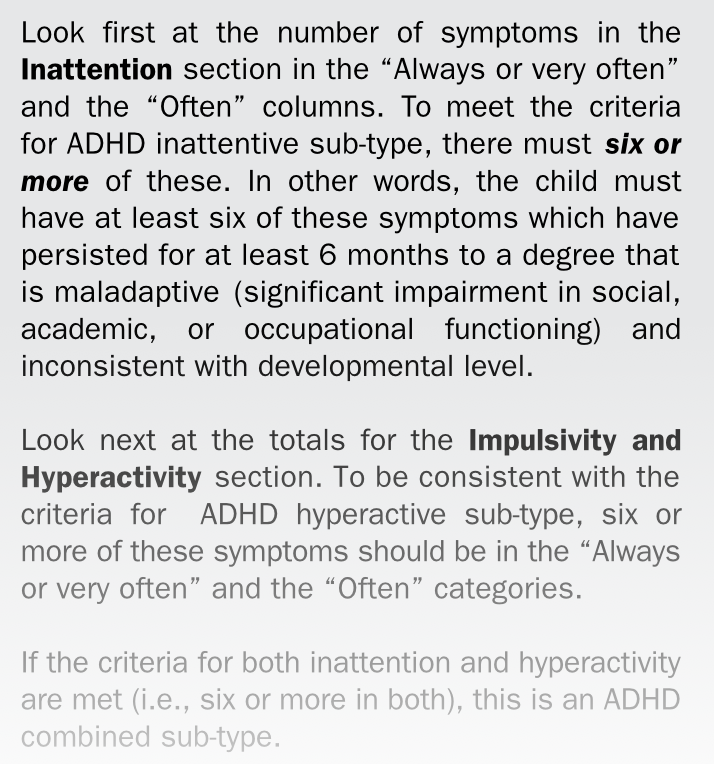 Look first at the number of symptoms in the
Inattention section in the “Always or very often”
and the “Often” columns. To meet the criteria
for ADHD inattentive sub-type, there must six or
more of these. In other words, the child must
have at least six of these symptoms which have
persisted for at least 6 months to a degree that
is maladaptive (significant impairment in social,
academic, or occupational functioning) and
inconsistent with developmental level.
Look next at the totals for the Impulsivity and
Hyperactivity section. To be consistent with the
criteria for ADHD hyperactive sub-type, six or
more of these symptoms should be in the “Always
or very often” and the “Often” categories.
If the criteria for both inattention and hyperactivity
are met (i.e., six or more in both), this is an ADHD
combined sub-type.